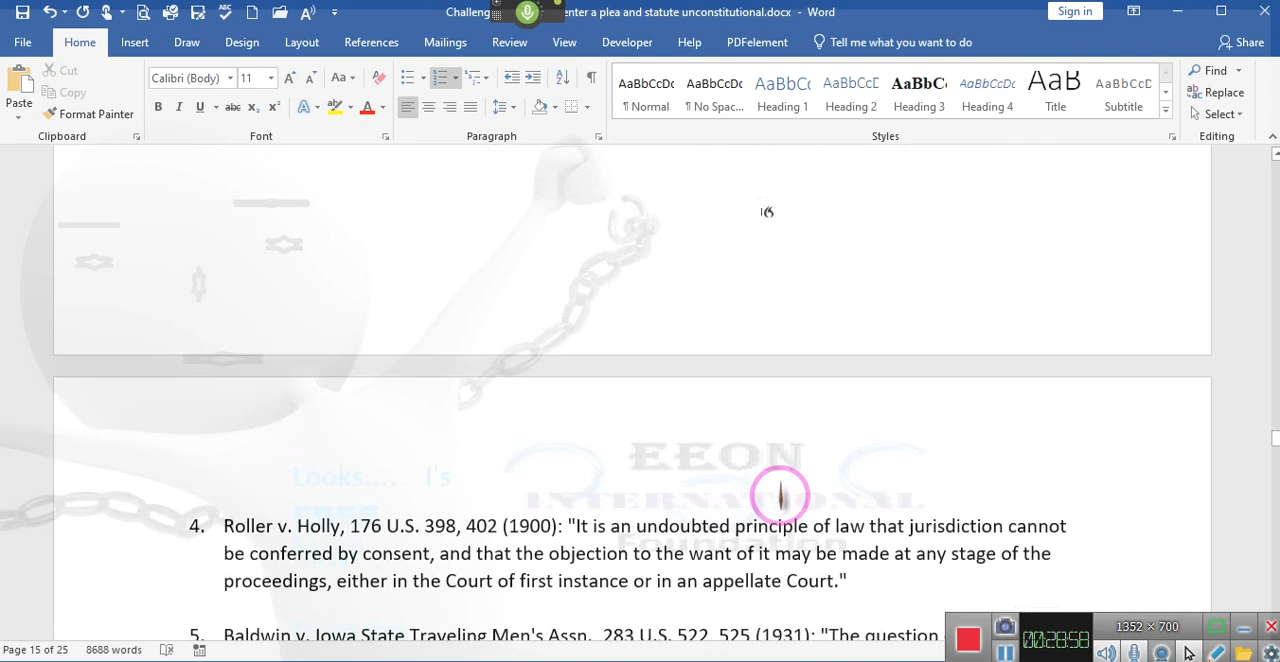 Challeng
enter a plea and statute unconstitutional.docx - Word
Sign in
File Home Insert Draw Design Layout References Mailings Review View Developer Help PDFelement Tell me what you want to do Share
Paste
Cut
Copy
Format Painter
Calibri (Body) 11
AaBbCcDc AaBbCcDc AaBbCc AaBbCcD AaBbC AaBbCcDc AaB AaBbCcD
¶ Normal ¶ No Spac... Heading 1 Heading 2 Heading 3 Heading 4 Title Subtitle
Find
Replace
Select
Clipboard Font Paragraph Styles Editing
Looks.... I's
EEON
INTERNATIONAL
Foundation
4. Roller v. Holly, 176 U.S. 398, 402 (1900): "It is an undoubted principle of law that jurisdiction cannot
be conferred by consent, and that the objection to the want of it may be made at any stage of the
proceedings, either in the Court of first instance or in an appellate Court."
5. Baldwin v. Iowa State Traveling Men's Assn. 283 U.S. 522, 525 (1931): "The question
1352 × 700
00:28:58
Page 15 of 25 8688 words